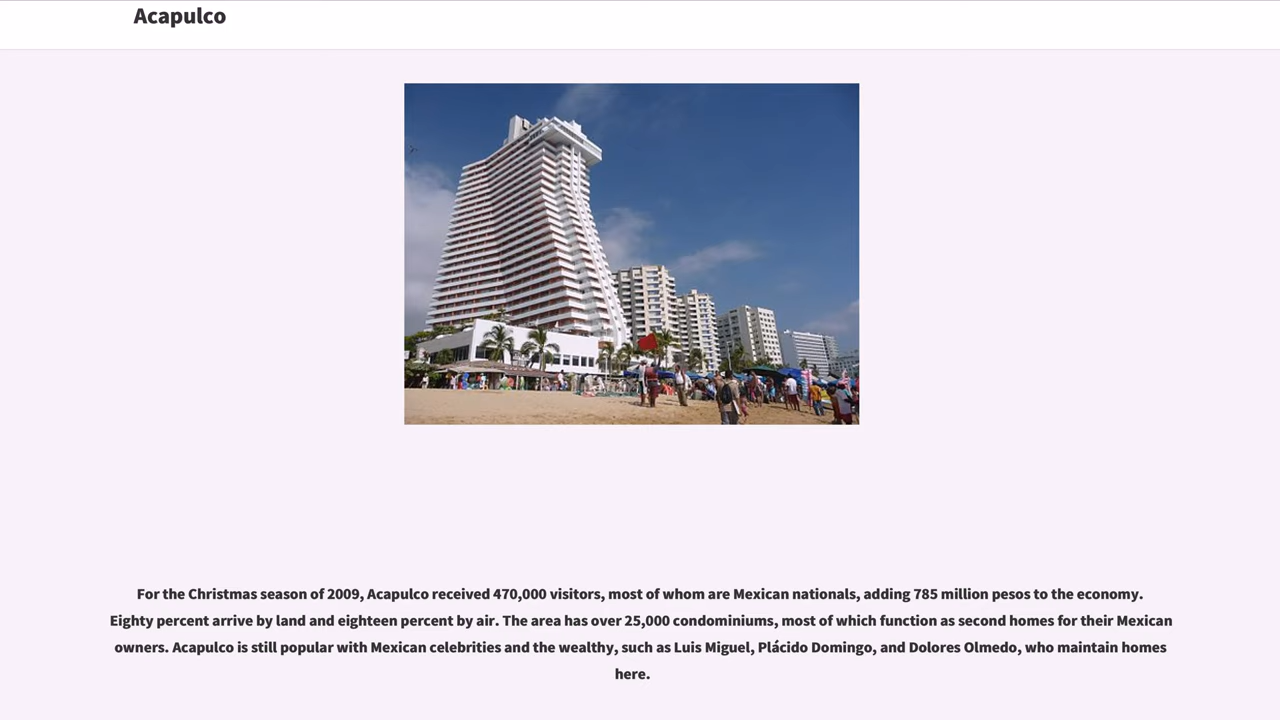 Acapulco
For the Christmas season of 2009, Acapulco received 470,000 visitors, most of whom are Mexican nationals, adding 785 million pesos to the economy.
Eighty percent arrive by land and eighteen percent by air. The area has over 25,000 condominiums, most of which function as second homes for their Mexican
owners. Acapulco is still popular with Mexican celebrities and the wealthy, such as Luis Miguel, Plácido Domingo, and Dolores Olmedo, who maintain homes
here.